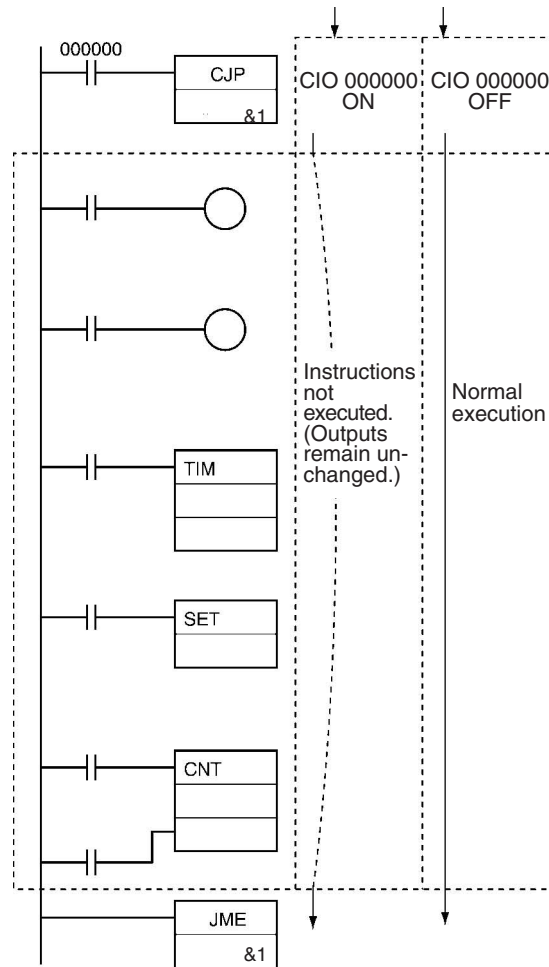 000000
CJP
&1
CIO 000000
ON
CIO 000000
OFF
Instructions
not
executed.
(Outputs
remain un-
changed.)
Normal
execution
TIM
SET
CNT
JME
&1